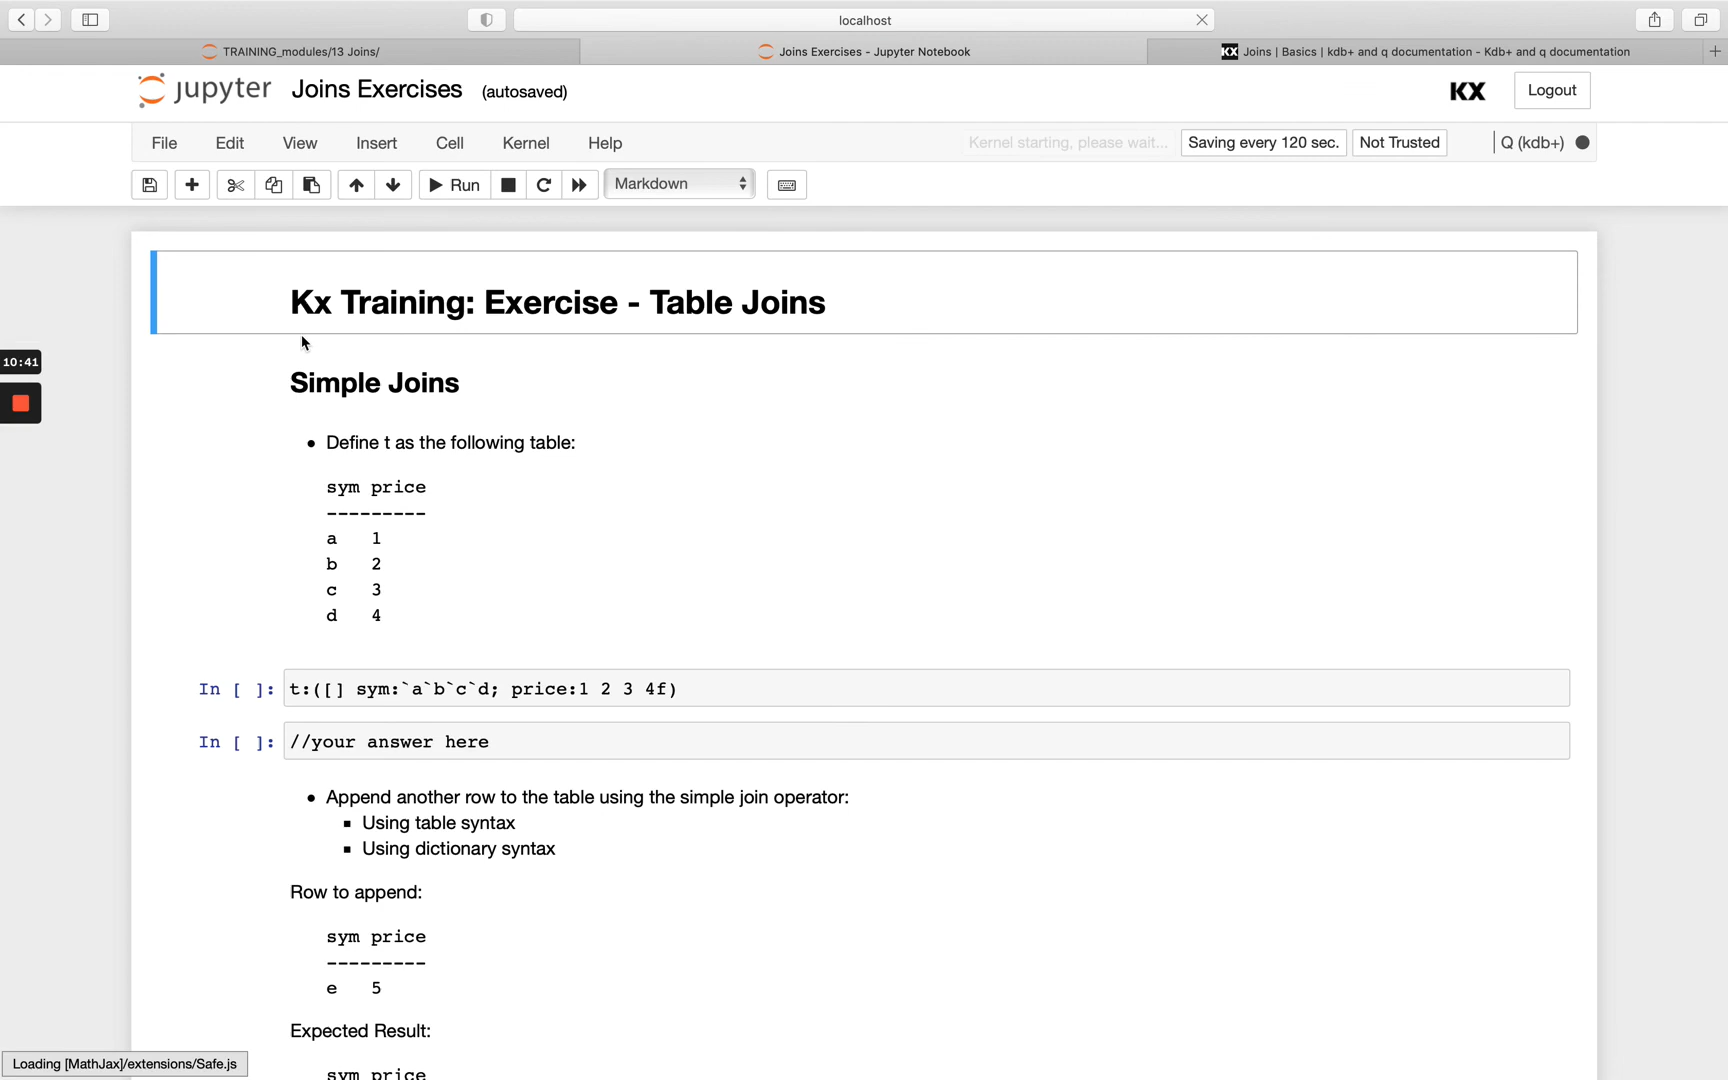 localhost
TRAINING_modules/13 Joins/
Joins Exercises - Jupyter Notebook
KX Joins | Basics | kdb+ and q documentation - Kdb+ and q documentation
jupyter Joins Exercises (autosaved)
KX
Logout
File Edit View Insert Cell Kernel Help
Kernel starting, please wait...
Saving every 120 sec.
Not Trusted
Q (kdb+)
Run
Markdown
Kx Training: Exercise - Table Joins
10:41
Simple Joins
• Define t as the following table:
sym price
---------
a 1
b 2
c 3
d 4
In [ ]: t:([] sym:`a`b`c`d; price:1 2 3 4f)
In [ ]: //your answer here
• Append another row to the table using the simple join operator:
▪ Using table syntax
▪ Using dictionary syntax
Row to append:
sym price
---------
e 5
Expected Result:
sym price
Loading [MathJax]/extensions/Safe.js